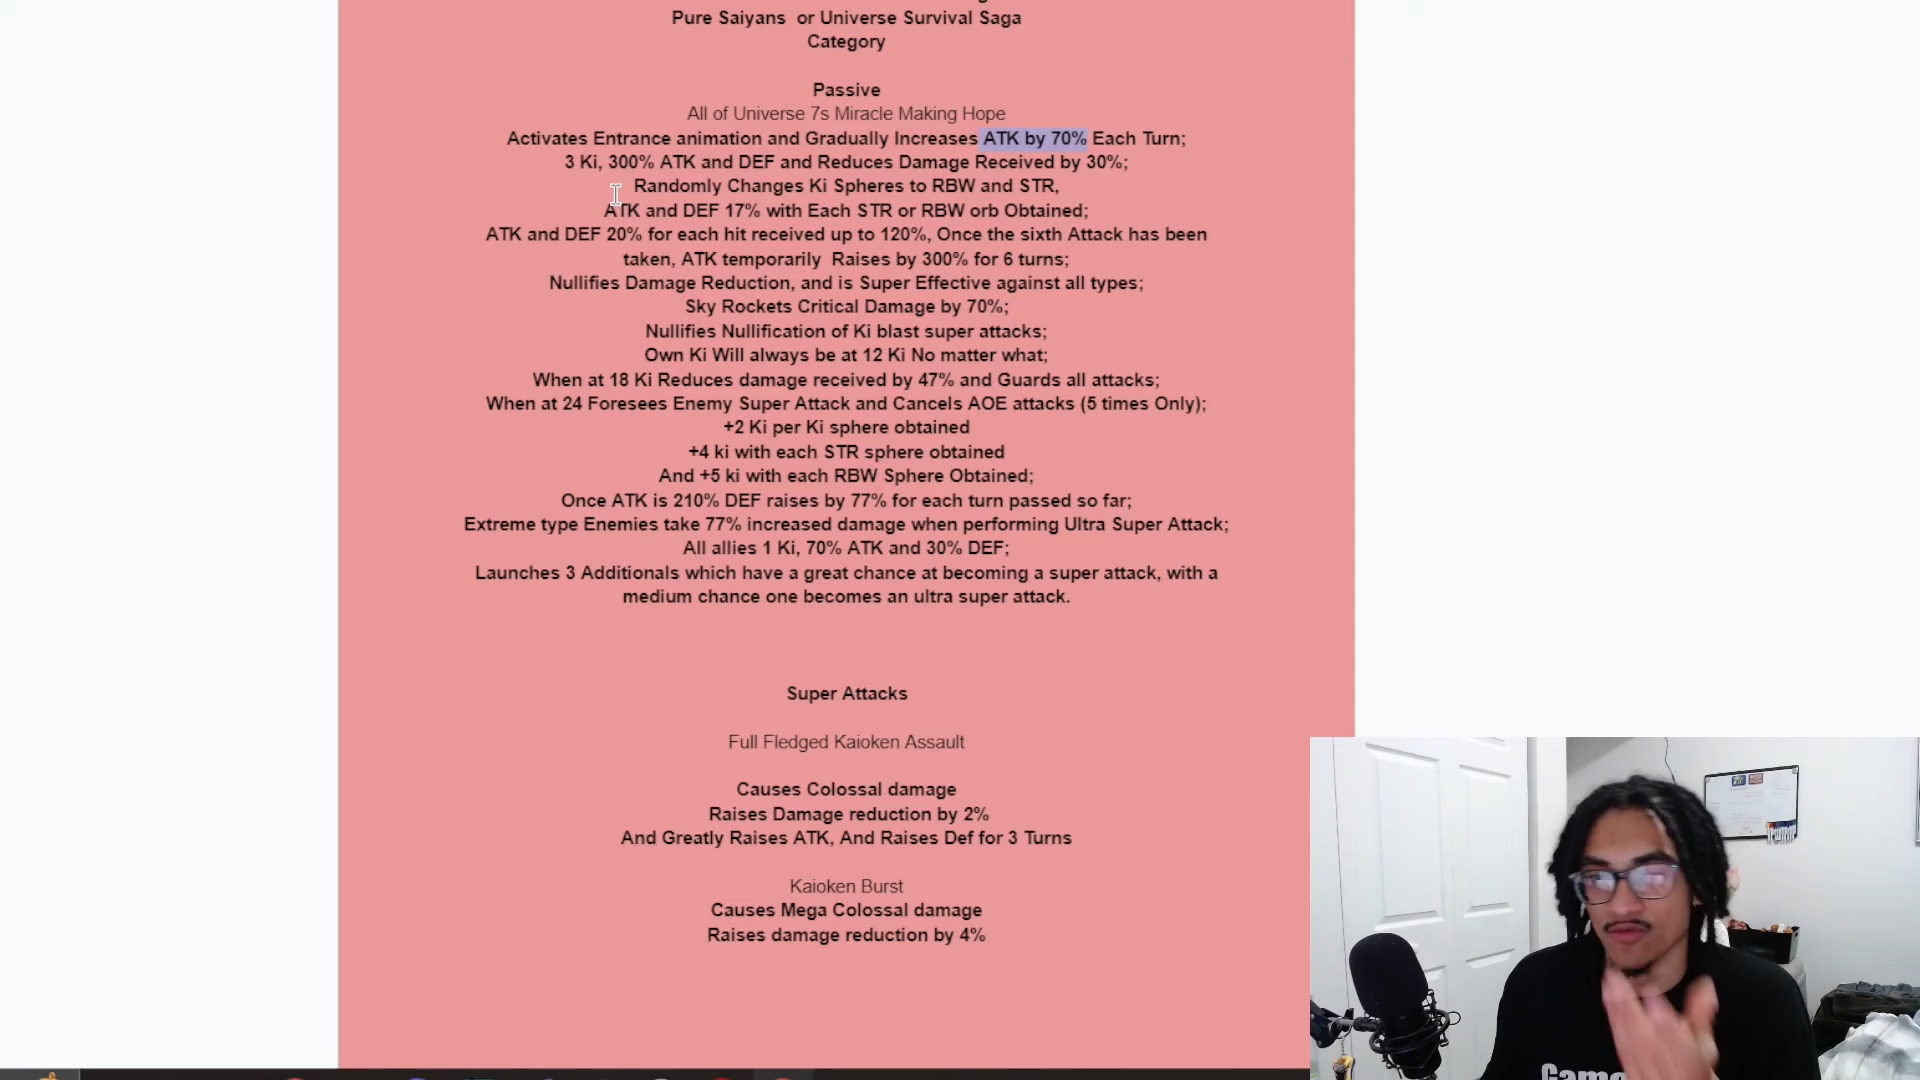 Pure Saiyans or Universe Survival Saga
Category
Passive
All of Universe 7s Miracle Making Hope
Activates Entrance animation and Gradually Increases ATK by 70% Each Turn;
3 Ki, 300% ATK and DEF and Reduces Damage Received by 30%;
Randomly Changes Ki Spheres to RBW and STR,
ATK and DEF 17% with Each STR or RBW orb Obtained;
ATK and DEF 20% for each hit received up to 120%, Once the sixth Attack has been
taken, ATK temporarily Raises by 300% for 6 turns;
Nullifies Damage Reduction, and is Super Effective against all types;
Sky Rockets Critical Damage by 70%;
Nullifies Nullification of Ki blast super attacks;
Own Ki Will always be at 12 Ki No matter what;
When at 18 Ki Reduces damage received by 47% and Guards all attacks;
When at 24 Foresees Enemy Super Attack and Cancels AOE attacks (5 times Only);
+2 Ki per Ki sphere obtained
+4 ki with each STR sphere obtained
And +5 ki with each RBW Sphere Obtained;
Once ATK is 210% DEF raises by 77% for each turn passed so far;
Extreme type Enemies take 77% increased damage when performing Ultra Super Attack;
All allies 1 Ki, 70% ATK and 30% DEF;
Launches 3 Additionals which have a great chance at becoming a super attack, with a
medium chance one becomes an ultra super attack.
Super Attacks
Full Fledged Kaioken Assault
Causes Colossal damage
Raises Damage reduction by 2%
And Greatly Raises ATK, And Raises Def for 3 Turns
Kaioken Burst
Causes Mega Colossal damage
Raises damage reduction by 4%